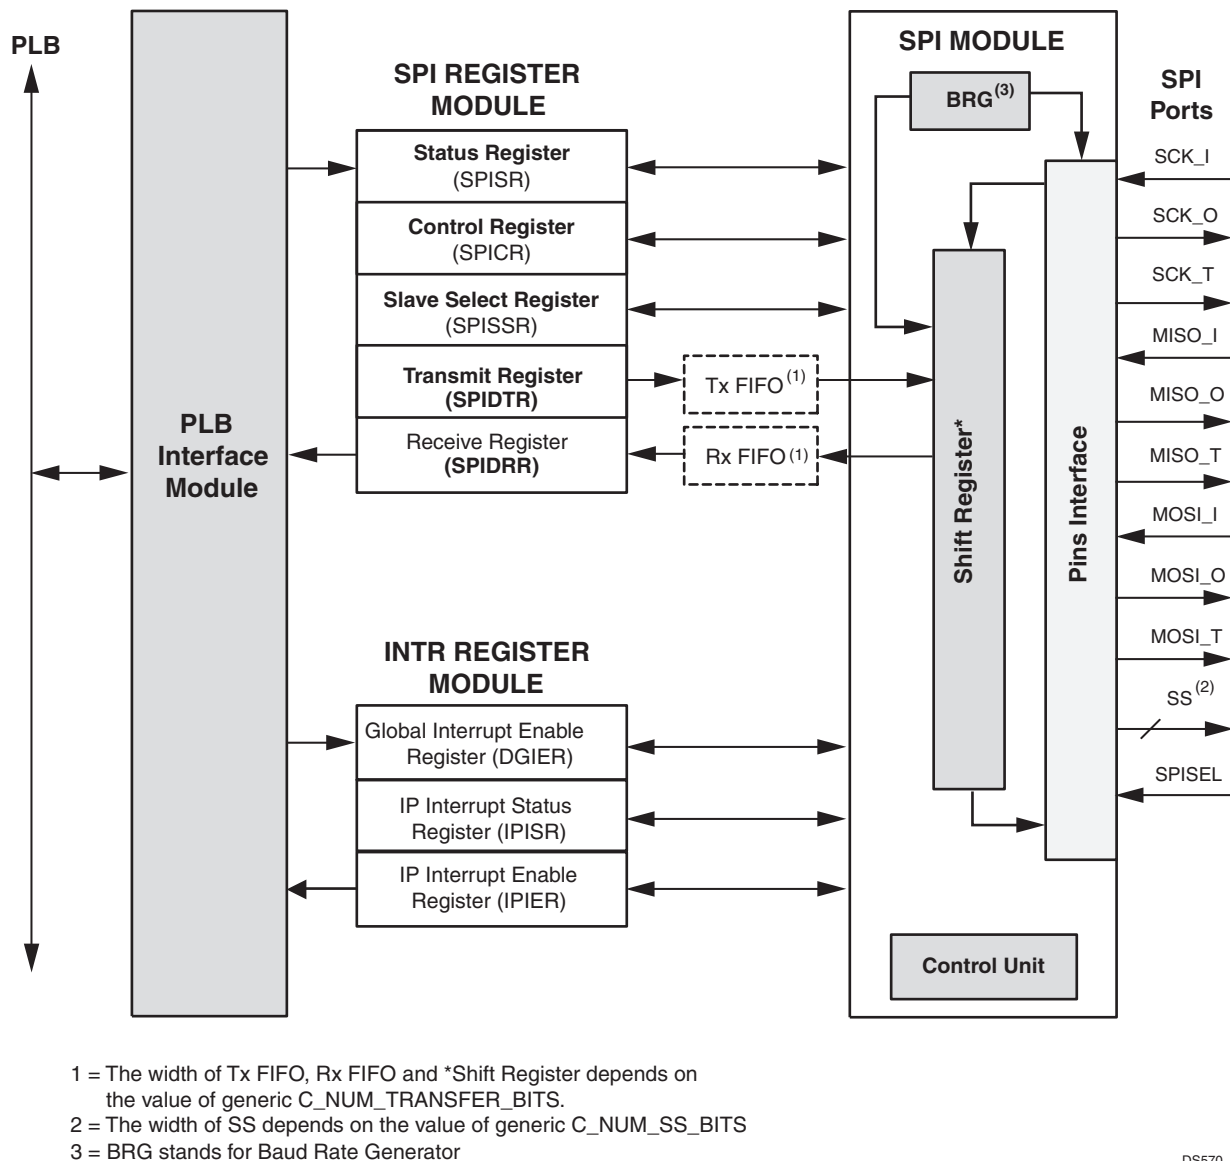 PLB
PLB
Interface
Module
SPI REGISTER
MODULE
Status Register
(SPISR)
Control Register
(SPICR)
Slave Select Register
(SPISSR)
Transmit Register
(SPIDTR)
Receive Register
(SPIDRR)
Tx FIFO (1)
Rx FIFO (1)
INTR REGISTER
MODULE
Global Interrupt Enable
Register (DGIER)
IP Interrupt Status
Register (IPISR)
IP Interrupt Enable
Register (IPIER)
SPI MODULE
BRG(3)
Shift Register*
Pins Interface
Control Unit
SPI
Ports
SCK_I
SCK_O
SCK_T
MISO_I
MISO_O
MISO_T
MOSI_I
MOSI_O
MOSI_T
SS (2)
SPISEL
1 = The width of Tx FIFO, Rx FIFO and *Shift Register depends on
the value of generic C_NUM_TRANSFER_BITS.
2 = The width of SS depends on the value of generic C_NUM_SS_BITS
3 = BRG stands for Baud Rate Generator
DS570